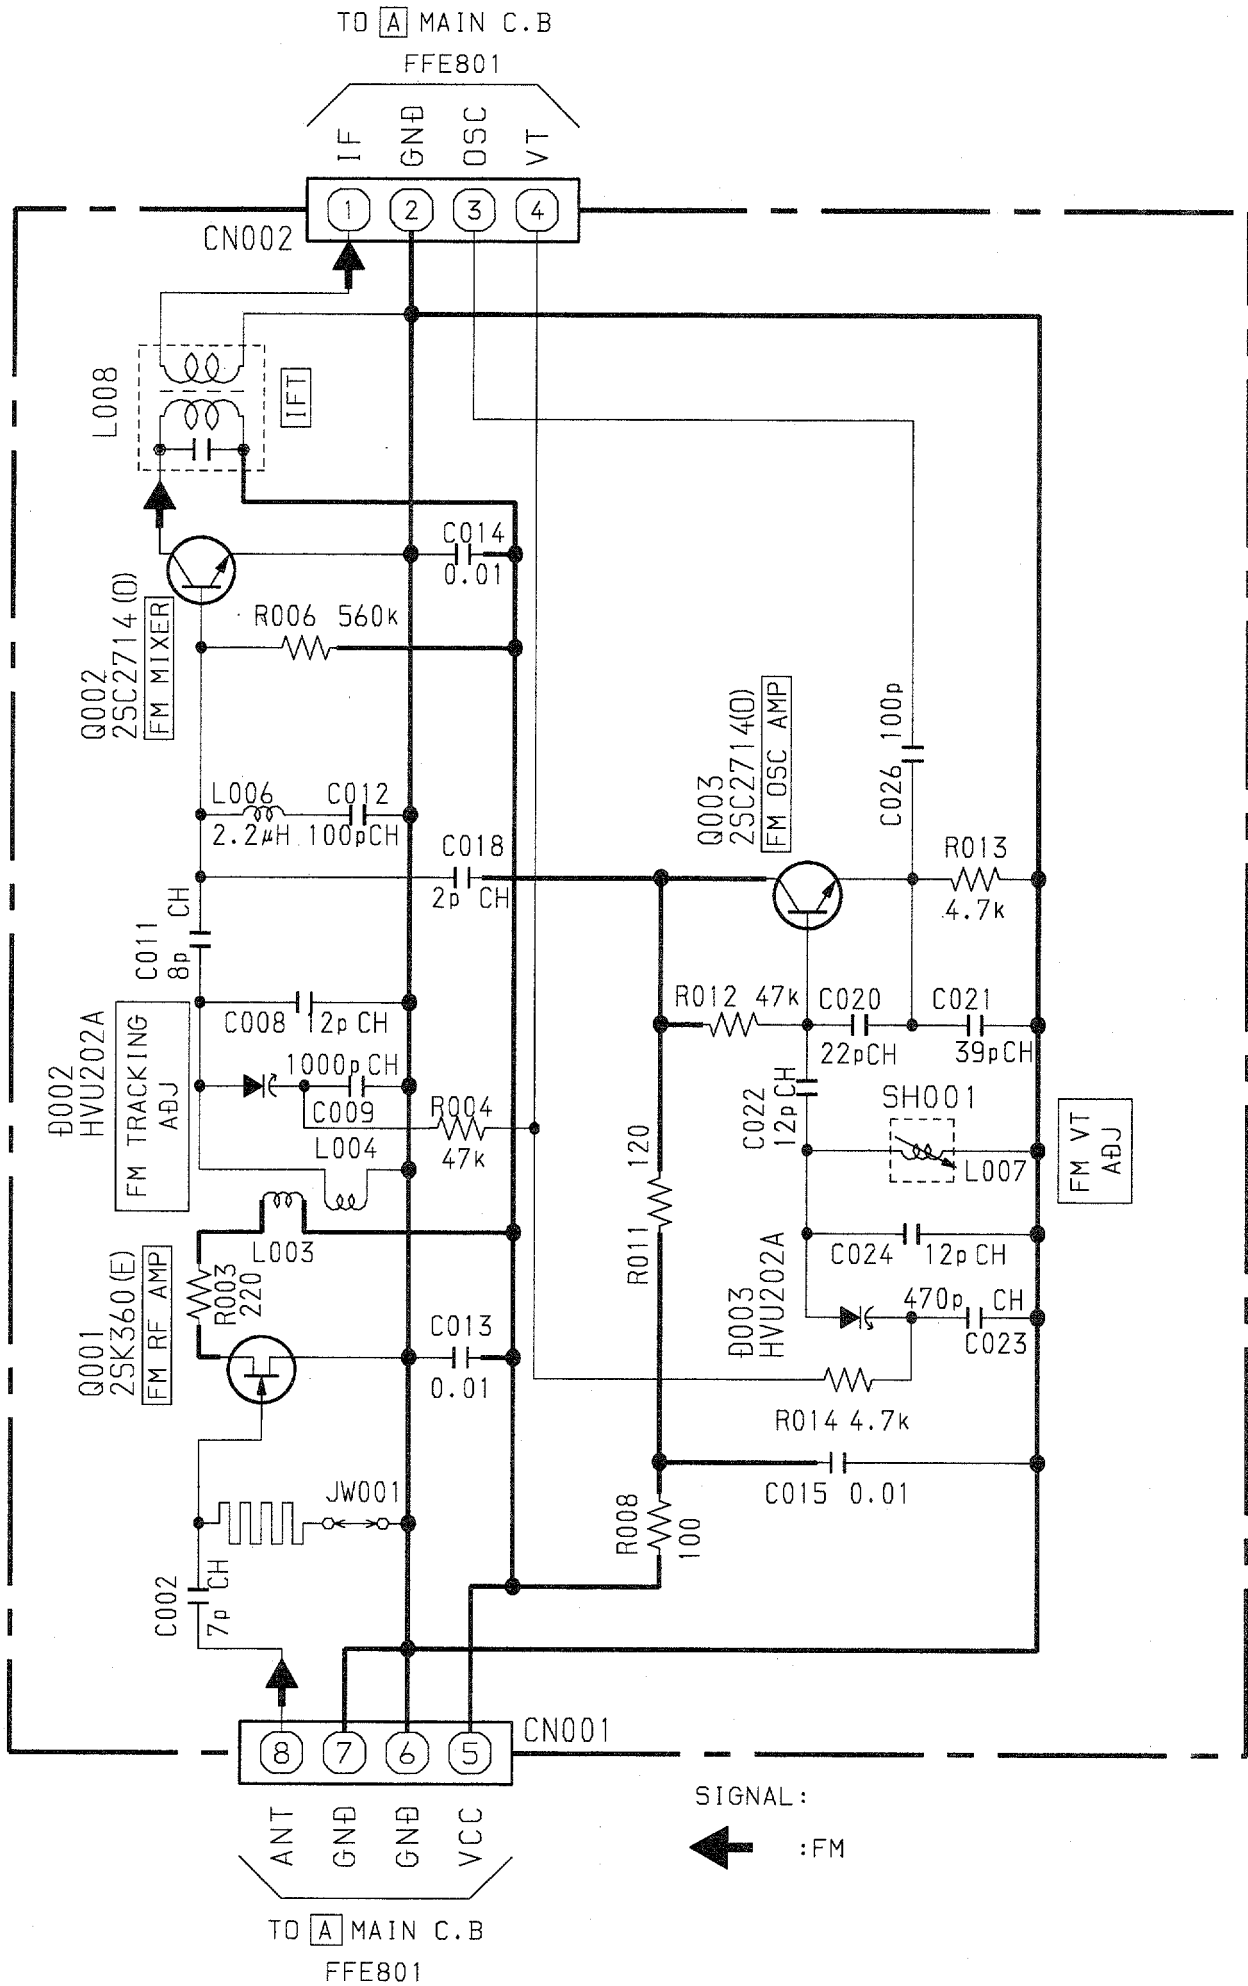 TO A MAIN C.B
FFE801
IF
GND
OSC
VT
1
2
3
4
CN002
L008
IFT
C014
0.01
R006 560k
Q002
2SC2714(O)
FM MIXER
L006
2.2μH
C012
100pCH
C018
2p CH
Q003
2SC2714(O)
FM OSC AMP
C026 100p
R013
4.7k
C011
8p CH
R012 47k
C020
22pCH
C021
39pCH
C008 12p CH
D002
HVU202A
FM TRACKING
ADJ
1000p CH
C009
R004
47k
L004
C022
12p CH
SH001
L007
FM VT
ADJ
L003
R011 120
C024 12p CH
R003
220
Q001
2SK360(E)
FM RF AMP
C013
0.01
D003
HVU202A
470p CH
C023
R014 4.7k
C015 0.01
JW001
R008
100
C002
7p CH
CN001
8
7
6
5
ANT
GND
GND
VCC
SIGNAL:
:FM
TO A MAIN C.B
FFE801